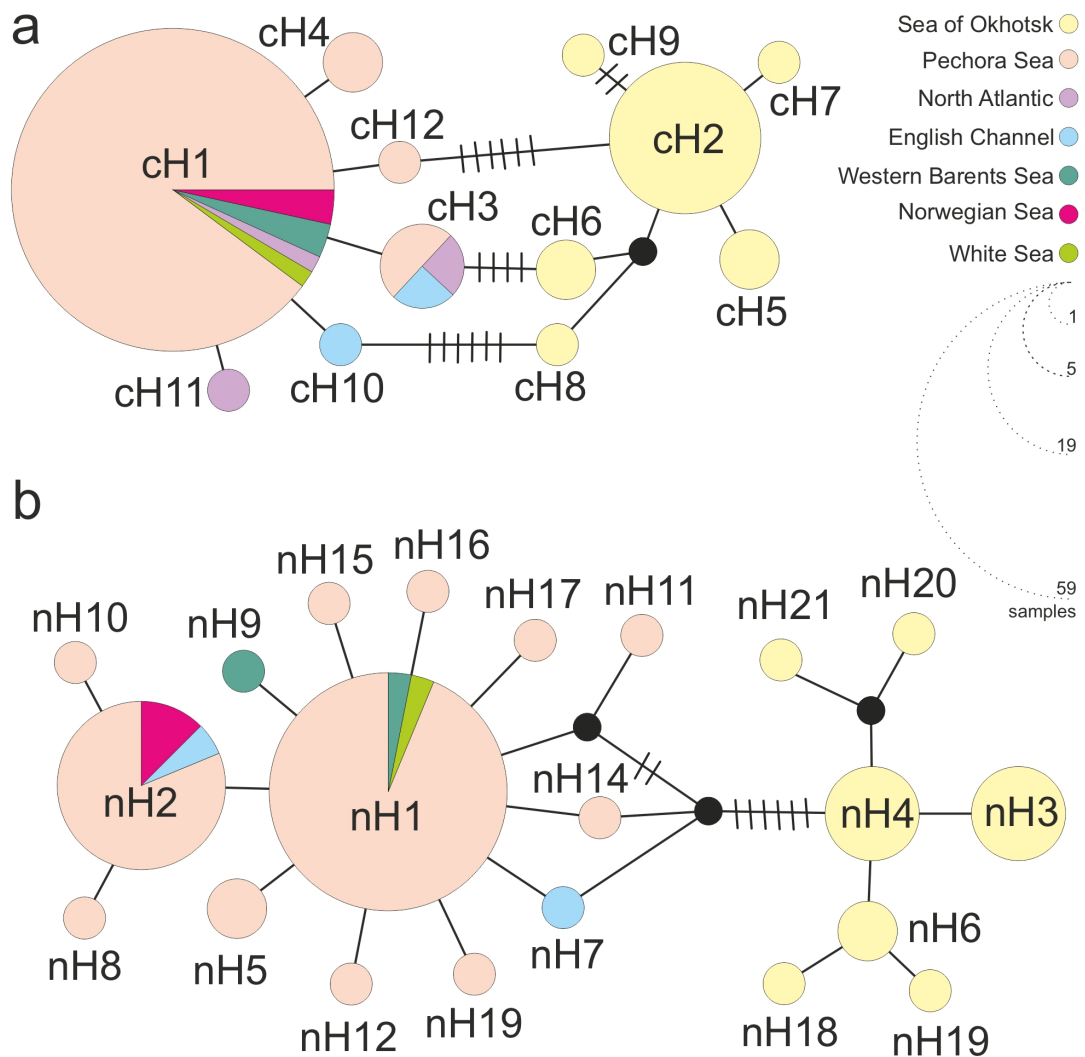 a
cH4
cH9
cH7
cH12
cH2
cH1
cH3
cH6
cH5
cH11
cH10
cH8
Sea of Okhotsk
Pechora Sea
North Atlantic
English Channel
Western Barents Sea
Norwegian Sea
White Sea
1
5
19
59
samples
b
nH15
nH16
nH17
nH11
nH20
nH21
nH10
nH9
nH14
nH2
nH1
nH4
nH3
nH8
nH5
nH7
nH6
nH12
nH19
nH18
nH19